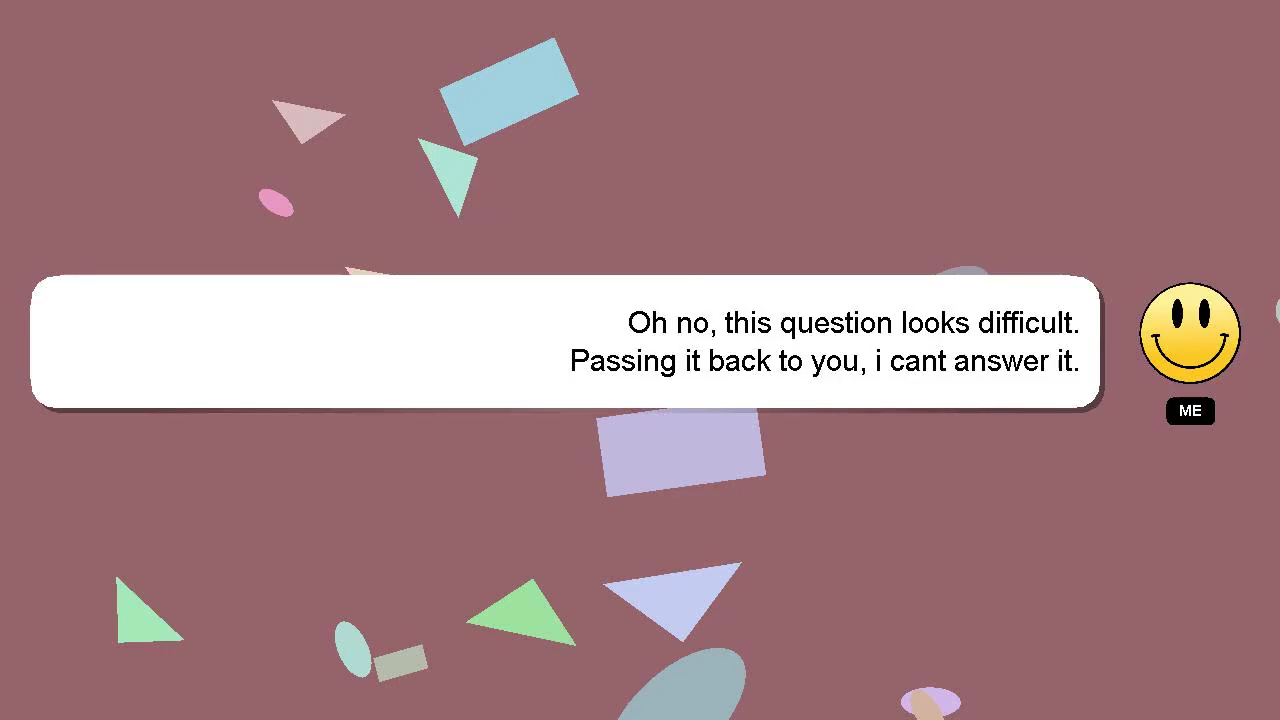 Oh no, this question looks difficult.
Passing it back to you, i cant answer it.
ME